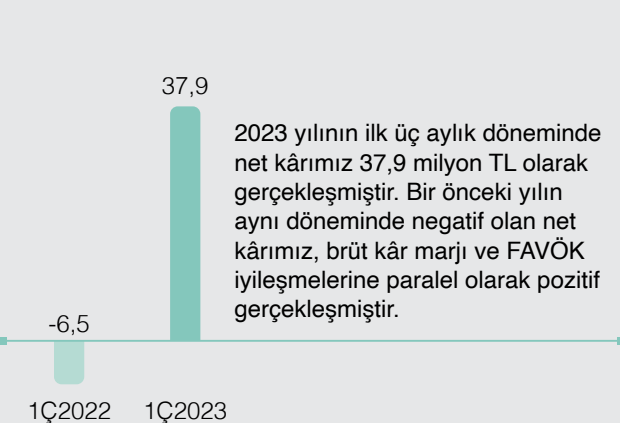 37,9
2023 yılının ilk üç aylık döneminde
net kârımız 37,9 milyon TL olarak
gerçekleşmiştir. Bir önceki yılın
aynı döneminde negatif olan net
kârımız, brüt kâr marjı ve FAVÖK
iyileşmelerine paralel olarak pozitif
gerçekleşmiştir.
-6,5
1Ç2022 1Ç2023